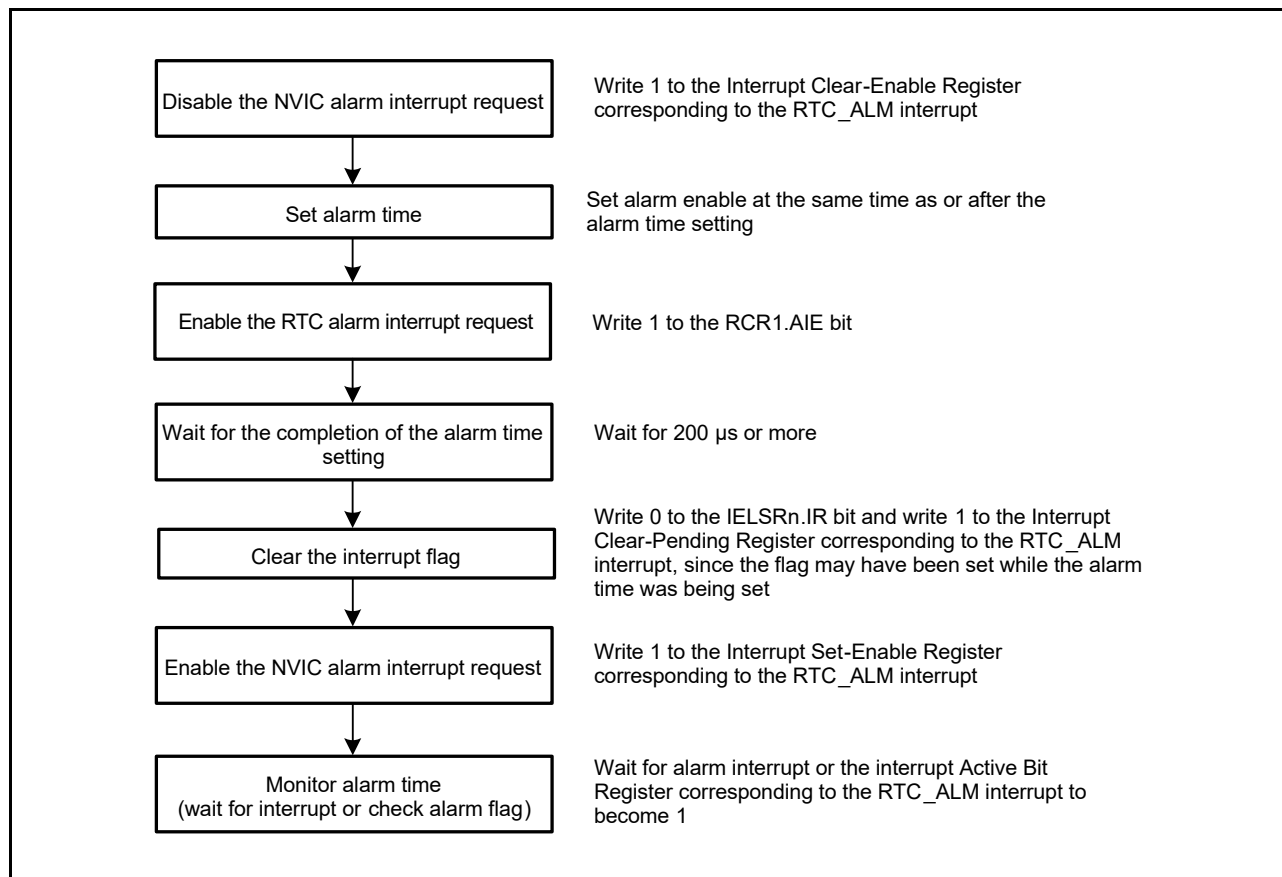 Disable the NVIC alarm interrupt request
Write 1 to the Interrupt Clear-Enable Register
corresponding to the RTC_ALM interrupt
Set alarm time
Set alarm enable at the same time as or after the
alarm time setting
Enable the RTC alarm interrupt request
Write 1 to the RCR1.AIE bit
Wait for the completion of the alarm time
setting
Wait for 200 µs or more
Clear the interrupt flag
Write 0 to the IELSRn.IR bit and write 1 to the Interrupt
Clear-Pending Register corresponding to the RTC_ALM
interrupt, since the flag may have been set while the alarm
time was being set
Enable the NVIC alarm interrupt request
Write 1 to the Interrupt Set-Enable Register
corresponding to the RTC_ALM interrupt
Monitor alarm time
(wait for interrupt or check alarm flag)
Wait for alarm interrupt or the interrupt Active Bit
Register corresponding to the RTC_ALM interrupt to
become 1